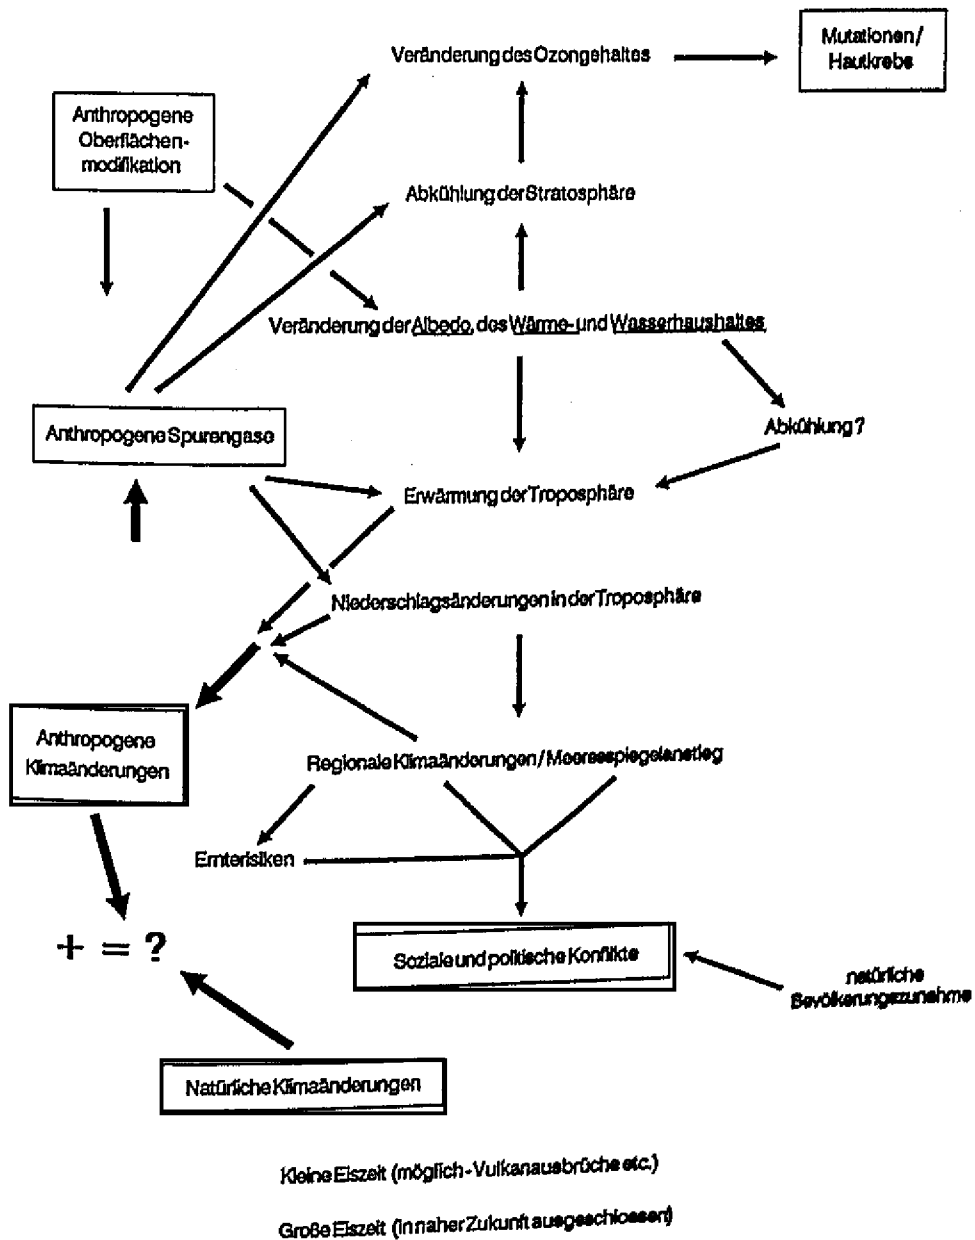 Veränderung des Ozongehaltes
Mutationen /
Hautkrebs
Anthropogene
Oberflächen-
modifikation
Abkühlung der Stratosphäre
Veränderung der Albedo, des Wärme- und Wasserhaushaltes
Anthropogene Spurengase
Abkühlung?
Erwärmung der Troposphäre
Niederschlagsänderungen in der Troposphäre
Anthropogene
Klimaänderungen
Regionale Klimaänderungen / Meeresspiegelanstieg
Ernterisiken
+ = ?
Soziale und politische Konflikte
natürliche
Bevölkerungszunahme
Natürliche Klimaänderungen
Kleine Eiszeit (möglich - Vulkanausbrüche etc.)
Große Eiszeit (in naher Zukunft ausgeschlossen)